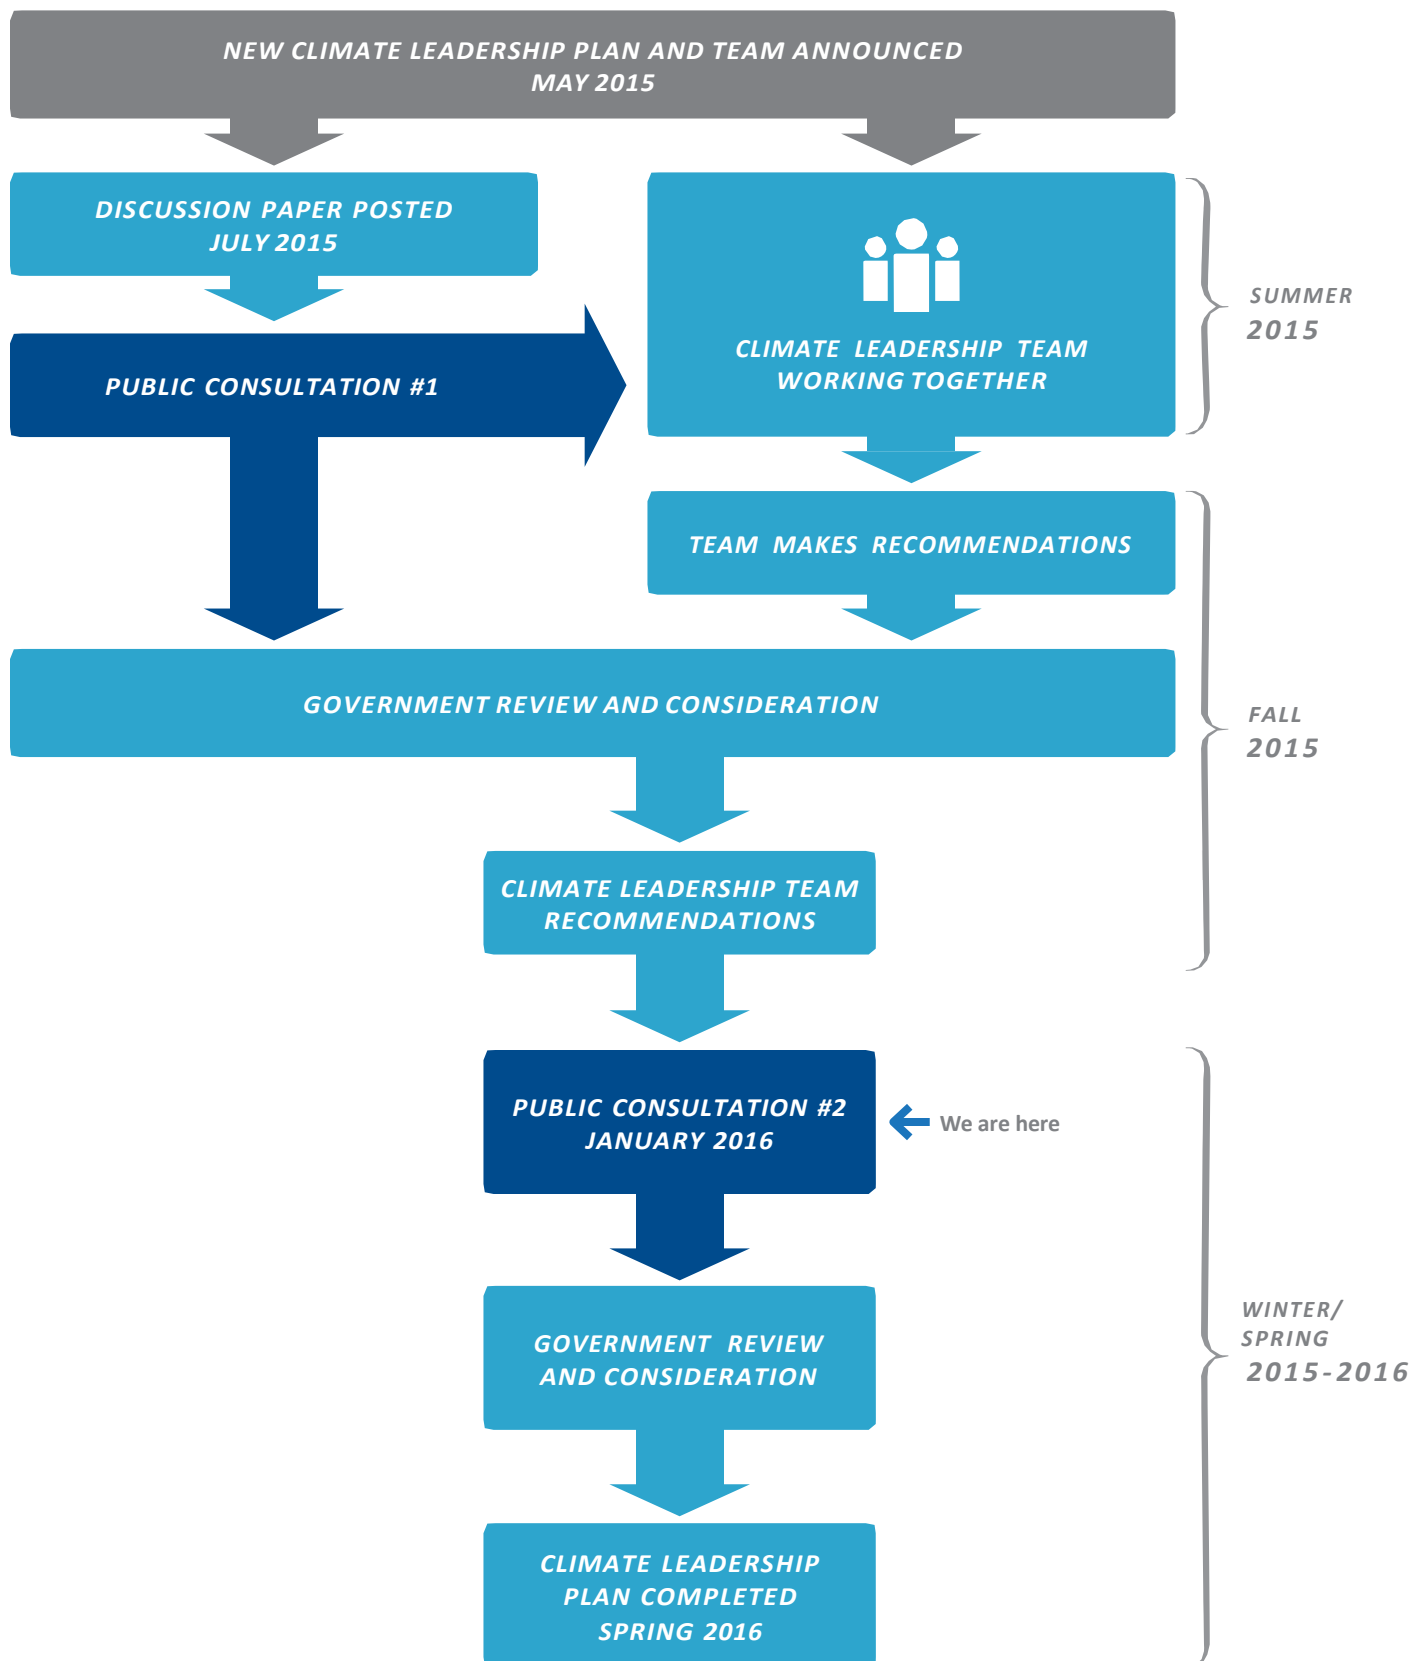 NEW CLIMATE LEADERSHIP PLAN AND TEAM ANNOUNCED
MAY 2015
DISCUSSION PAPER POSTED
JULY 2015
PUBLIC CONSULTATION #1
CLIMATE LEADERSHIP TEAM
WORKING TOGETHER
SUMMER
2015
TEAM MAKES RECOMMENDATIONS
GOVERNMENT REVIEW AND CONSIDERATION
FALL
2015
CLIMATE LEADERSHIP TEAM
RECOMMENDATIONS
PUBLIC CONSULTATION #2
JANUARY 2016
We are here
GOVERNMENT REVIEW
AND CONSIDERATION
WINTER/
SPRING
2015-2016
CLIMATE LEADERSHIP
PLAN COMPLETED
SPRING 2016